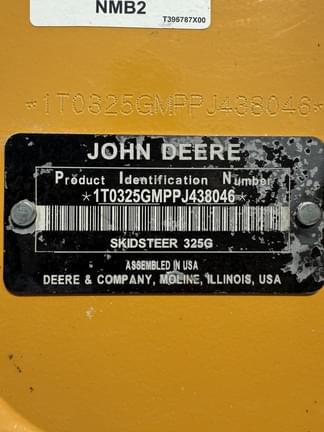 NMB2
T395787X00
*1T0325GMPPJ438046*
JOHN DEERE
Product Identification Number
*1T0325GMPPJ438046*
SKIDSTEER 325G
ASSEMBLED IN USA
DEERE & COMPANY, MOLINE, ILLINOIS, USA